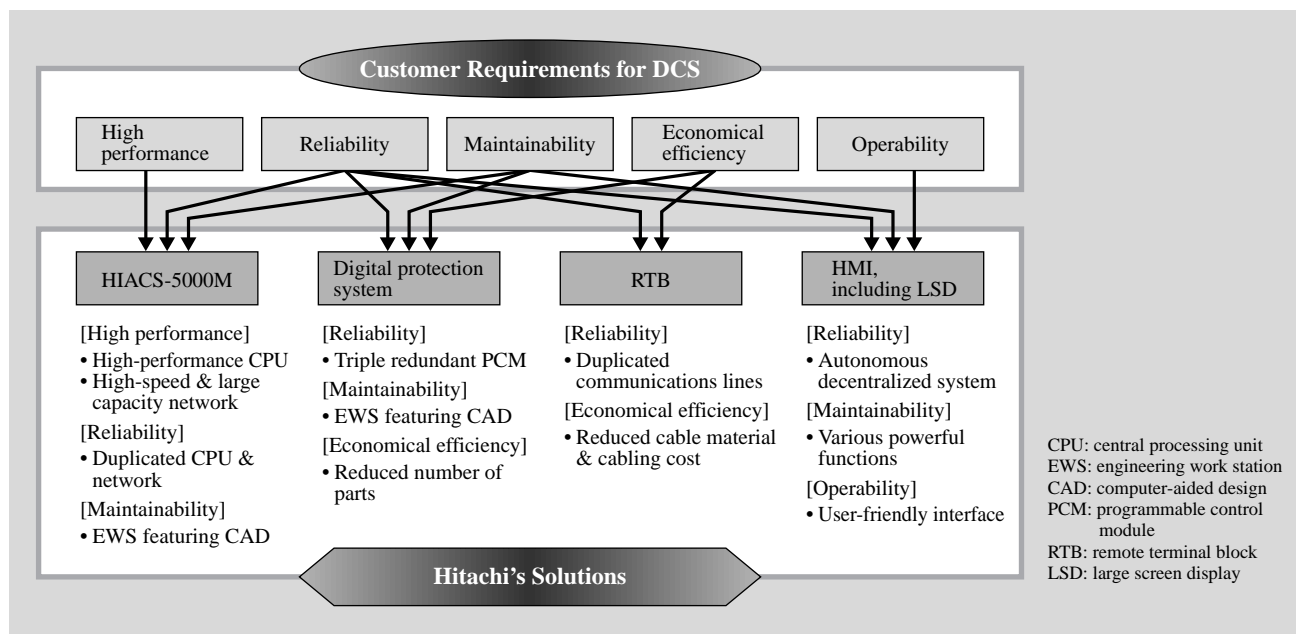 Customer Requirements for DCS
High
performance
Reliability
Maintainability
Economical
efficiency
Operability
HIACS-5000M
[High performance]
• High-performance CPU
• High-speed & large
capacity network
[Reliability]
• Duplicated CPU &
network
[Maintainability]
• EWS featuring CAD
Digital protection
system
[Reliability]
• Triple redundant PCM
[Maintainability]
• EWS featuring CAD
[Economical efficiency]
• Reduced number of
parts
RTB
[Reliability]
• Duplicated
communications lines
[Economical efficiency]
• Reduced cable material
& cabling cost
HMI,
including LSD
[Reliability]
• Autonomous
decentralized system
[Maintainability]
• Various powerful
functions
[Operability]
• User-friendly interface
Hitachi’s Solutions
CPU: central processing unit
EWS: engineering work station
CAD: computer-aided design
PCM: programmable control
module
RTB: remote terminal block
LSD: large screen display